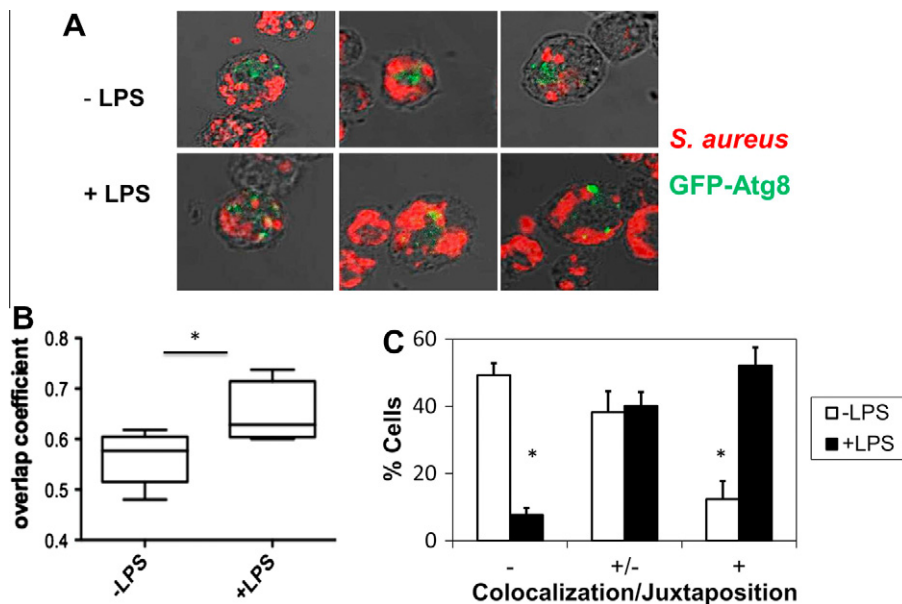 A
- LPS
+ LPS
S. aureus
GFP-Atg8
B
*
0.8
0.7
0.6
0.5
0.4
overlap coefficient
-LPS
+LPS
C
60
40
20
0
% Cells
*
*
-
+/-
+
Colocalization/Juxtaposition
-LPS
+LPS